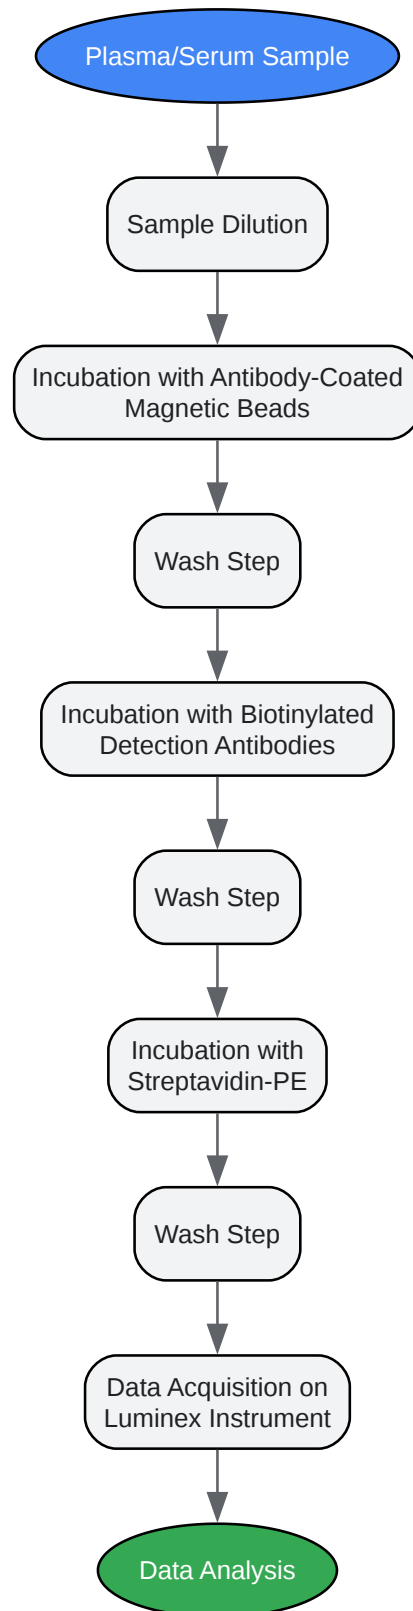 Plasma/Serum Sample
Sample Dilution
Incubation with Antibody-Coated
Magnetic Beads
Wash Step
Incubation with Biotinylated
Detection Antibodies
Wash Step
Incubation with
Streptavidin-PE
Wash Step
Data Acquisition on
Luminex Instrument
Data Analysis